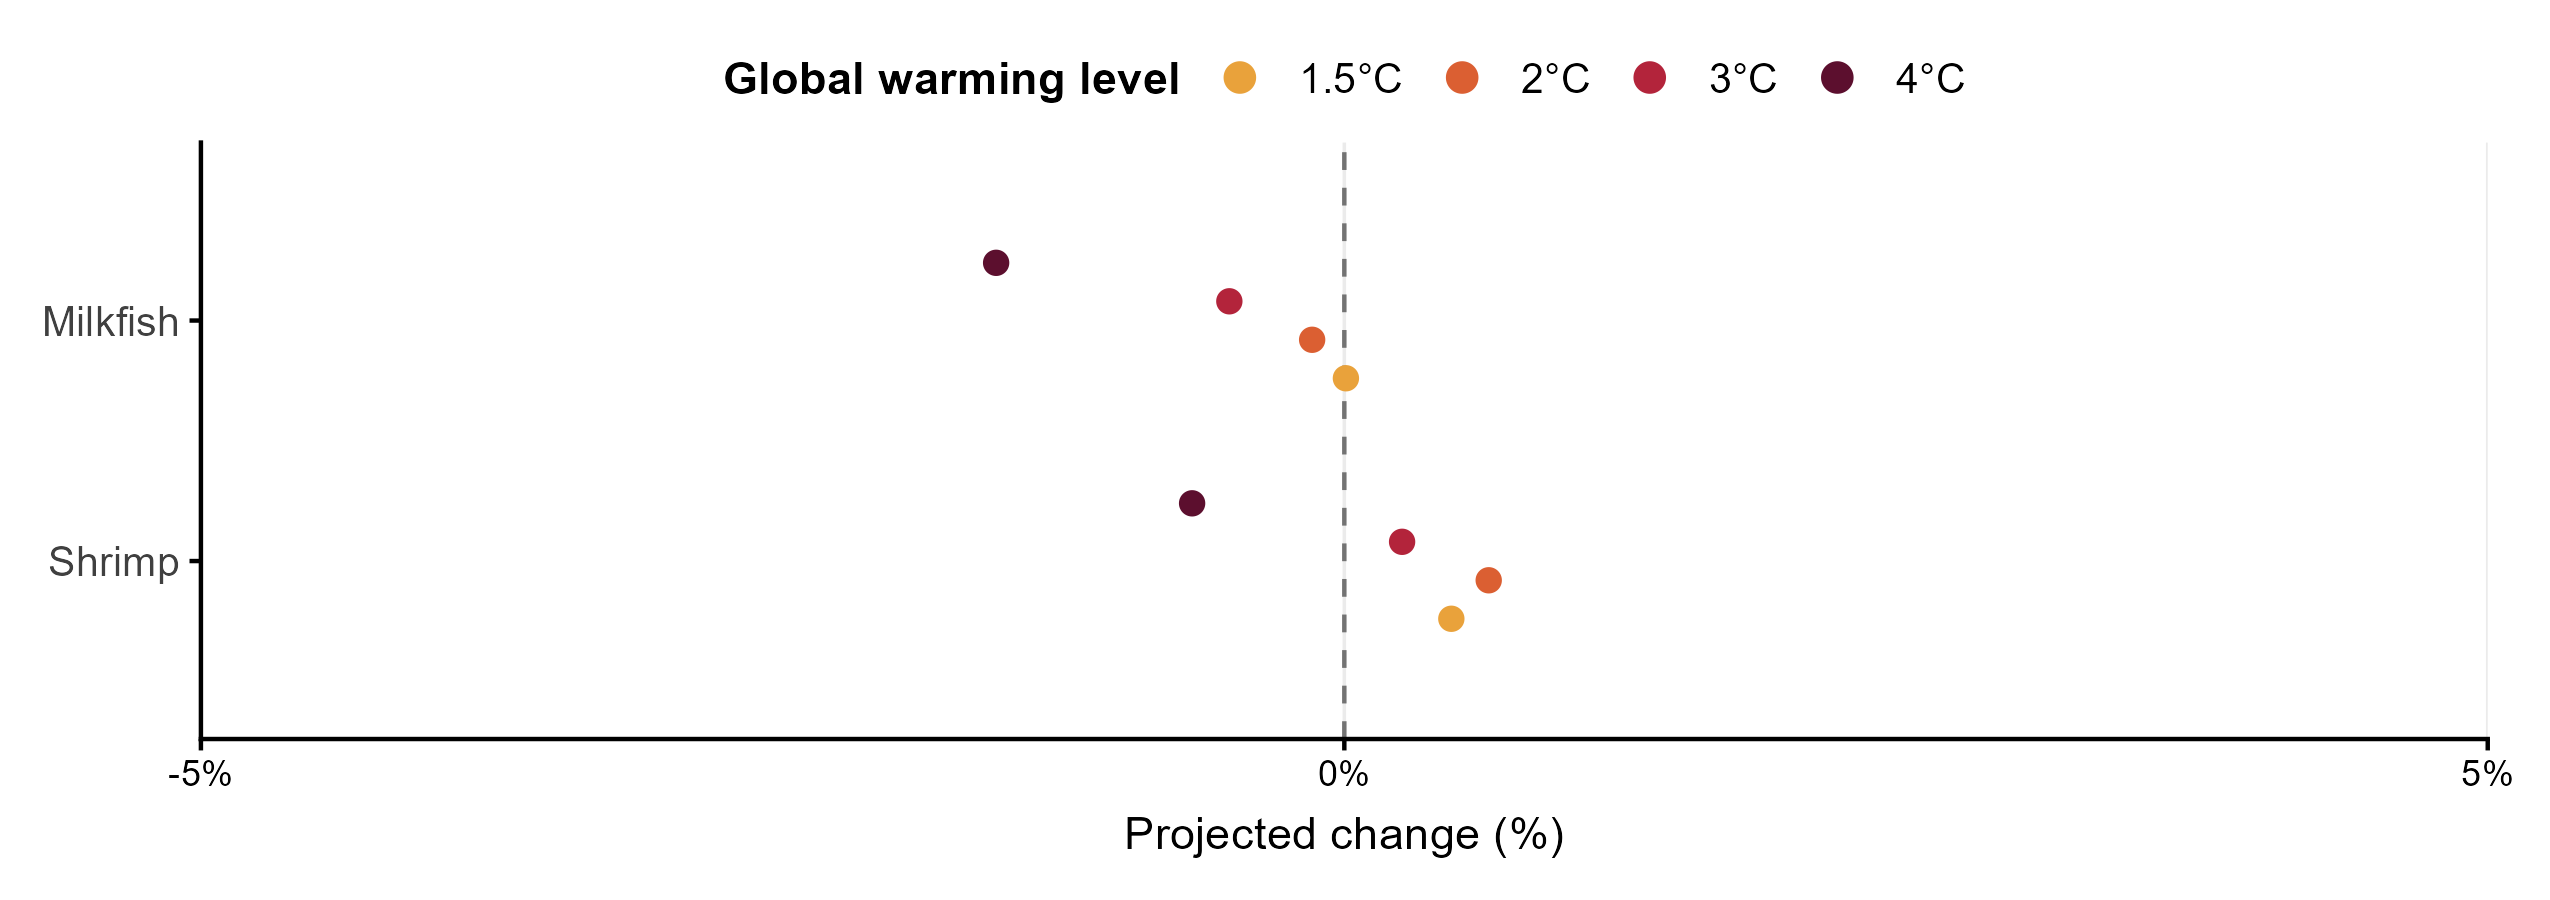 Global warming level 1.5°C 2°C 3°C 4°C
Milkfish
Shrimp
-5% 0% 5%
Projected change (%)